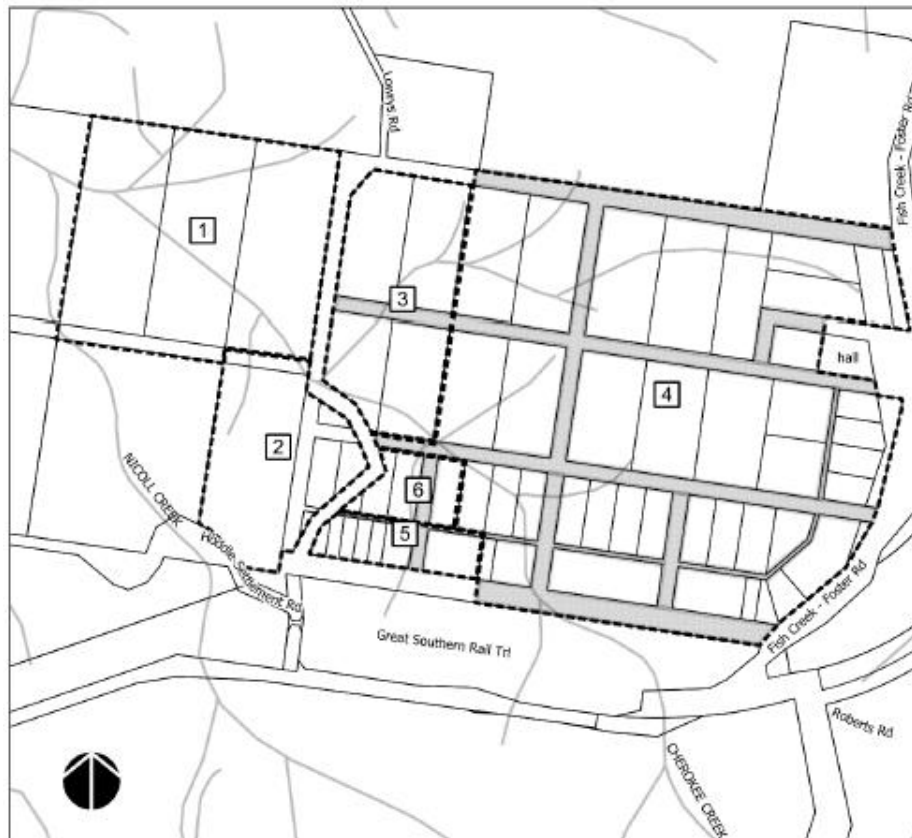 Lowrys Rd
Fish Creek - Foster Rd
1
3
hall
4
2
NICOLL CREEK
6
5
Hoddle-Settlement Rd
Fish Creek - Foster Rd
Great Southern Rail Trl
Roberts Rd
CHEROKEE CREEK